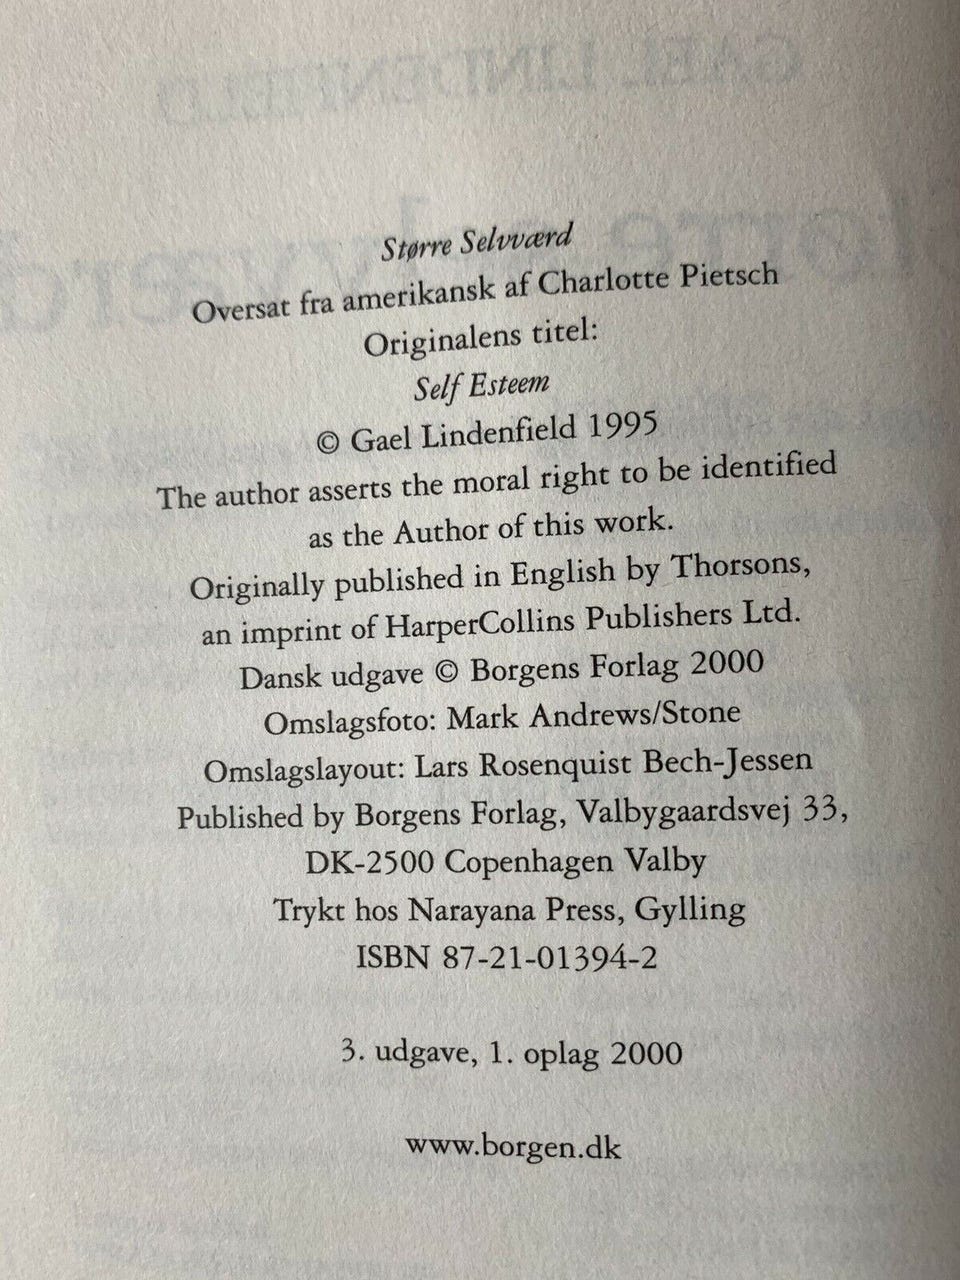 Større Selvværd
Oversat fra amerikansk af Charlotte Pietsch
Originalens titel:
Self Esteem
© Gael Lindenfield 1995
The author asserts the moral right to be identified
as the Author of this work.
Originally published in English by Thorsons,
an imprint of HarperCollins Publishers Ltd.
Dansk udgave © Borgens Forlag 2000
Omslagsfoto: Mark Andrews/Stone
Omslagslayout: Lars Rosenquist Bech-Jessen
Published by Borgens Forlag, Valbygaardsvej 33,
DK-2500 Copenhagen Valby
Trykt hos Narayana Press, Gylling
ISBN 87-21-01394-2
3. udgave, 1. oplag 2000
www.borgen.dk